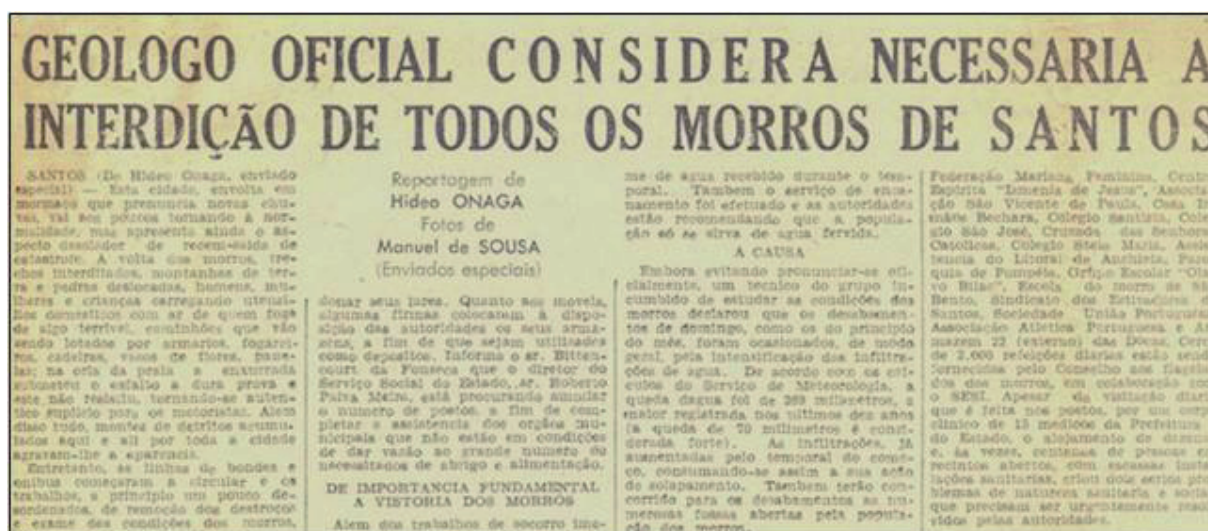 GEOLOGO OFICIAL CONSIDERA NECESSARIA A
INTERDIÇÃO DE TODOS OS MORROS DE SANTOS
SANTOS (De Hideo Onaga, enviado
especial) — Esta cidade, envolta em
mormaço que prenuncia novas chu-
vas, vai aos poucos tornando à nor-
malidade, mas apresenta ainda o as-
pecto desolador de recem-saida de
catastrofe. A volta dos morros, tre-
chos interditados, montanhas de ter-
ra e pedras deslocadas, homens, mu-
lheres e crianças carregando utensi-
lios domesticos com ar de quem foge
de algo terrivel, caminhões que vão
sendo lotados por armarios, fogarei-
ros, cadeiras, vasos de flores, pane-
las; na orla da praia a enxurrada
submeteu o asfalto a dura prova e
este não resistiu, tornando-se auten-
tico suplicio para os motoristas. Alem
disso tudo, montes de detritos acumu-
lados aqui e ali por toda a cidade
agravam-lhe a aparencia.
Entretanto, as linhas de bondes e
onibus começaram a circular e os
trabalhos, a principio um pouco de-
sordenados, de remoção dos destroços
e exame das condições dos morros,
Reportagem de
Hideo ONAGA
Fotos de
Manuel de SOUSA
(Enviados especiais)
donar seus lares. Quanto aos moveis,
algumas firmas colocaram à dispo-
sição das autoridades os seus arma-
zens, a fim de que sejam utilizados
como depositos. Informa o sr. Bitten-
court da Fonseca que o diretor do
Serviço Social do Estado, sr. Roberto
Paiva Meira, está procurando
o numero de postos, a fim de com-
pletar a assistencia dos orgãos mu-
nicipais que não estão em condições
de dar vazão ao grande numero de
necessitados de abrigo e alimentação.
DE IMPORTANCIA FUNDAMENTAL
A VISTORIA DOS MORROS
Alem dos trabalhos de socorro ime-
me de agua recebido durante o tem-
poral. Tambem o serviço de enca-
namento foi efetuado e as autoridades
estão recomendando que a popula-
ção só se sirva de agua fervida.
A CAUSA
Embora evitando pronunciar-se ofi-
cialmente, um tecnico do grupo in-
cumbido de estudar as condições dos
morros declarou que os desabamen-
tos de domingo, como os do principio
do mês, foram ocasionados, de modo
geral, pela intensificação das infiltra-
ções de agua. De acordo com os cal-
culos do Serviço de Meteorologia, a
queda dagua foi de 269 milimetros, a
maior registrada nos ultimos dez anos
(a queda de 70 milimetros é consi-
derada forte). As infiltrações, já
aumentadas pelo temporal do come-
ço, consumando-se assim a sua ação
de solapamento. Tambem terão con-
corrido para os desabamentos as nu-
merosas fossas abertas pela popula-
ção dos morros.
Federação Mariana Feminina, Centro
Espirita "Ismenia de Jesus", Associa-
ção São Vicente de Paula, Casa
Bechara, Colegio Santista, Cole-
gio São José, Cruzada das Senhoras
Catolicas, Colegio Stela Maris, Assis-
tencia do Litoral de Anchieta, Paro-
quia de Pompéia, Grupo Escolar "Ola-
vo Bilac", Escola do morro de São
Bento, Sindicato dos Estivadores de
Santos, Sociedade União Portuguesa,
Associação Atletica Portuguesa e Ar-
mazem 22 (externo) das Docas. Cerca
de 2.000 refeições diarias estão sendo
fornecidas pelo Conselho aos flagela-
dos dos morros, em colaboração com
o SESI. Apesar da visitação diaria
que é feita nos postos, por um corpo
clinico de 15 medicos da Prefeitura e
do Estado, o alojamento de dezenas
e, às vezes, centenas de pessoas em
recintos abertos, com escassas insta-
lações sanitarias, criou dois serios pro-
blemas de natureza sanitaria e social
que precisam ser urgentemente resol-
vidos pelas autoridades.